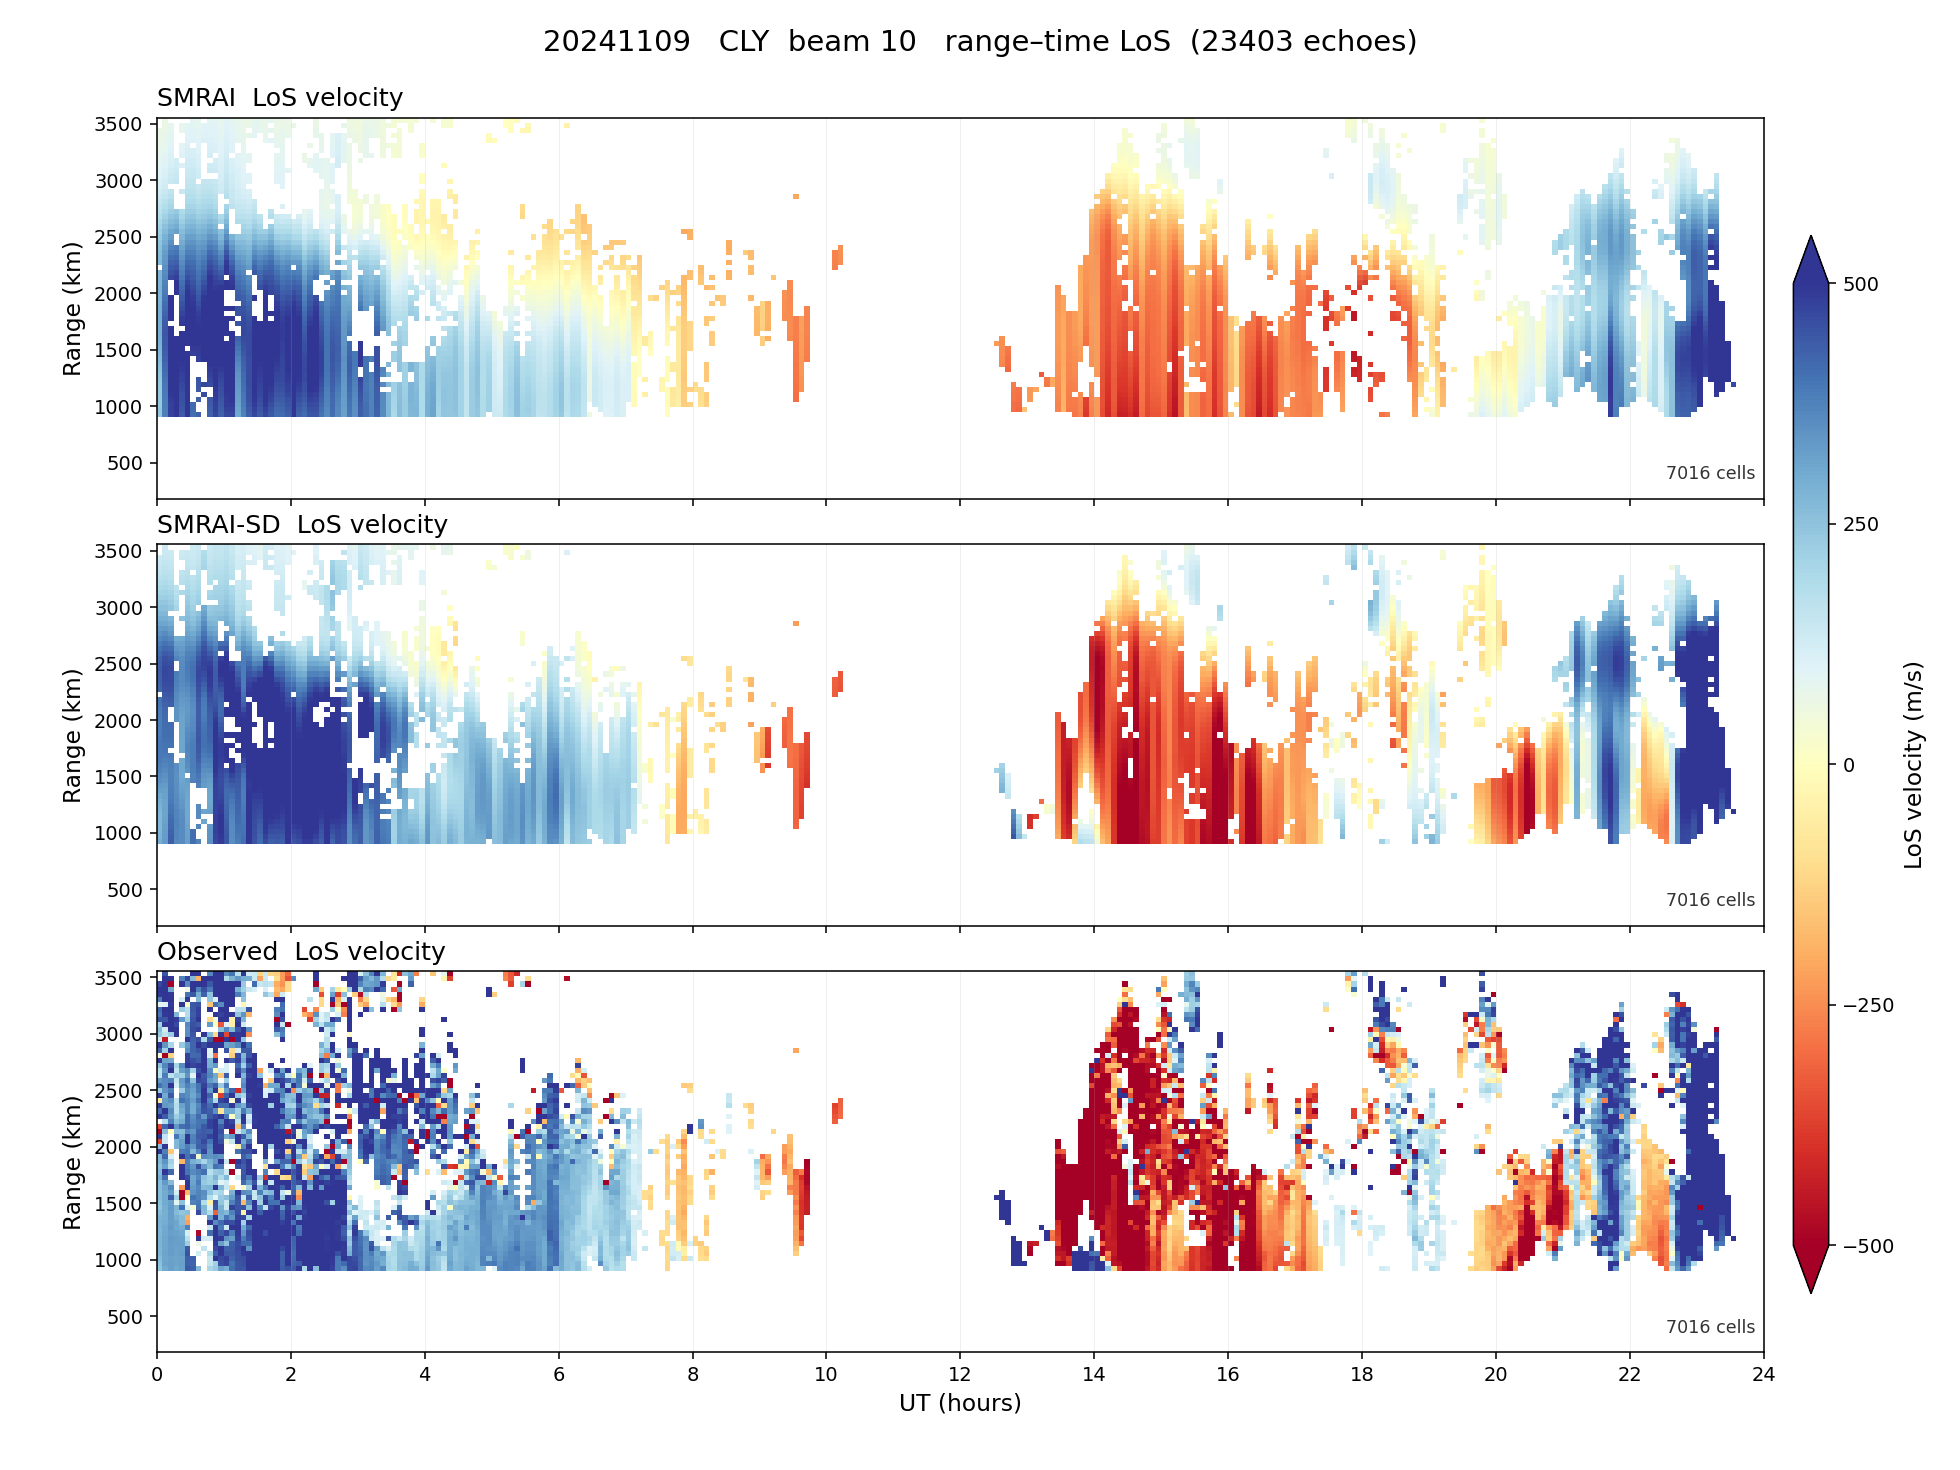 20241109   CLY  beam 10   range–time LoS  (23403 echoes)
SMRAI  LoS velocity
3500
3000
2500
2000
1500
1000
500
Range (km)
7016 cells
SMRAI-SD  LoS velocity
3500
3000
2500
2000
1500
1000
500
Range (km)
7016 cells
Observed  LoS velocity
3500
3000
2500
2000
1500
1000
500
Range (km)
7016 cells
0 2 4 6 8 10 12 14 16 18 20 22 24
UT (hours)
500
250
0
−250
−500
LoS velocity (m/s)